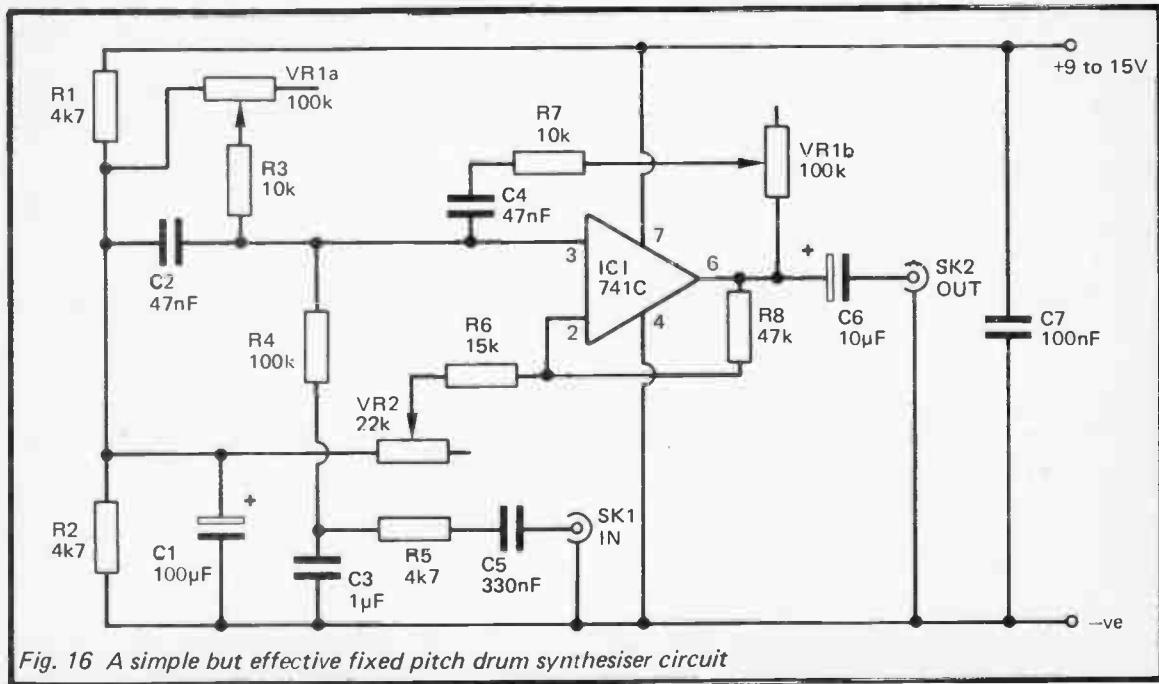 R1
4k7
VR1a
100k
R3
10k
C2
47nF
R4
100k
R7
10k
C4
47nF
VR1b
100k
+9 to 15V
3
7
IC1
741C
6
2
4
+
SK2
OUT
R8
47k
C6
10µF
C7
100nF
R6
15k
VR2
22k
R2
4k7
+
C1
100µF
C3
1µF
R5
4k7
C5
330nF
SK1
IN
–ve
Fig. 16 A simple but effective fixed pitch drum synthesiser circuit